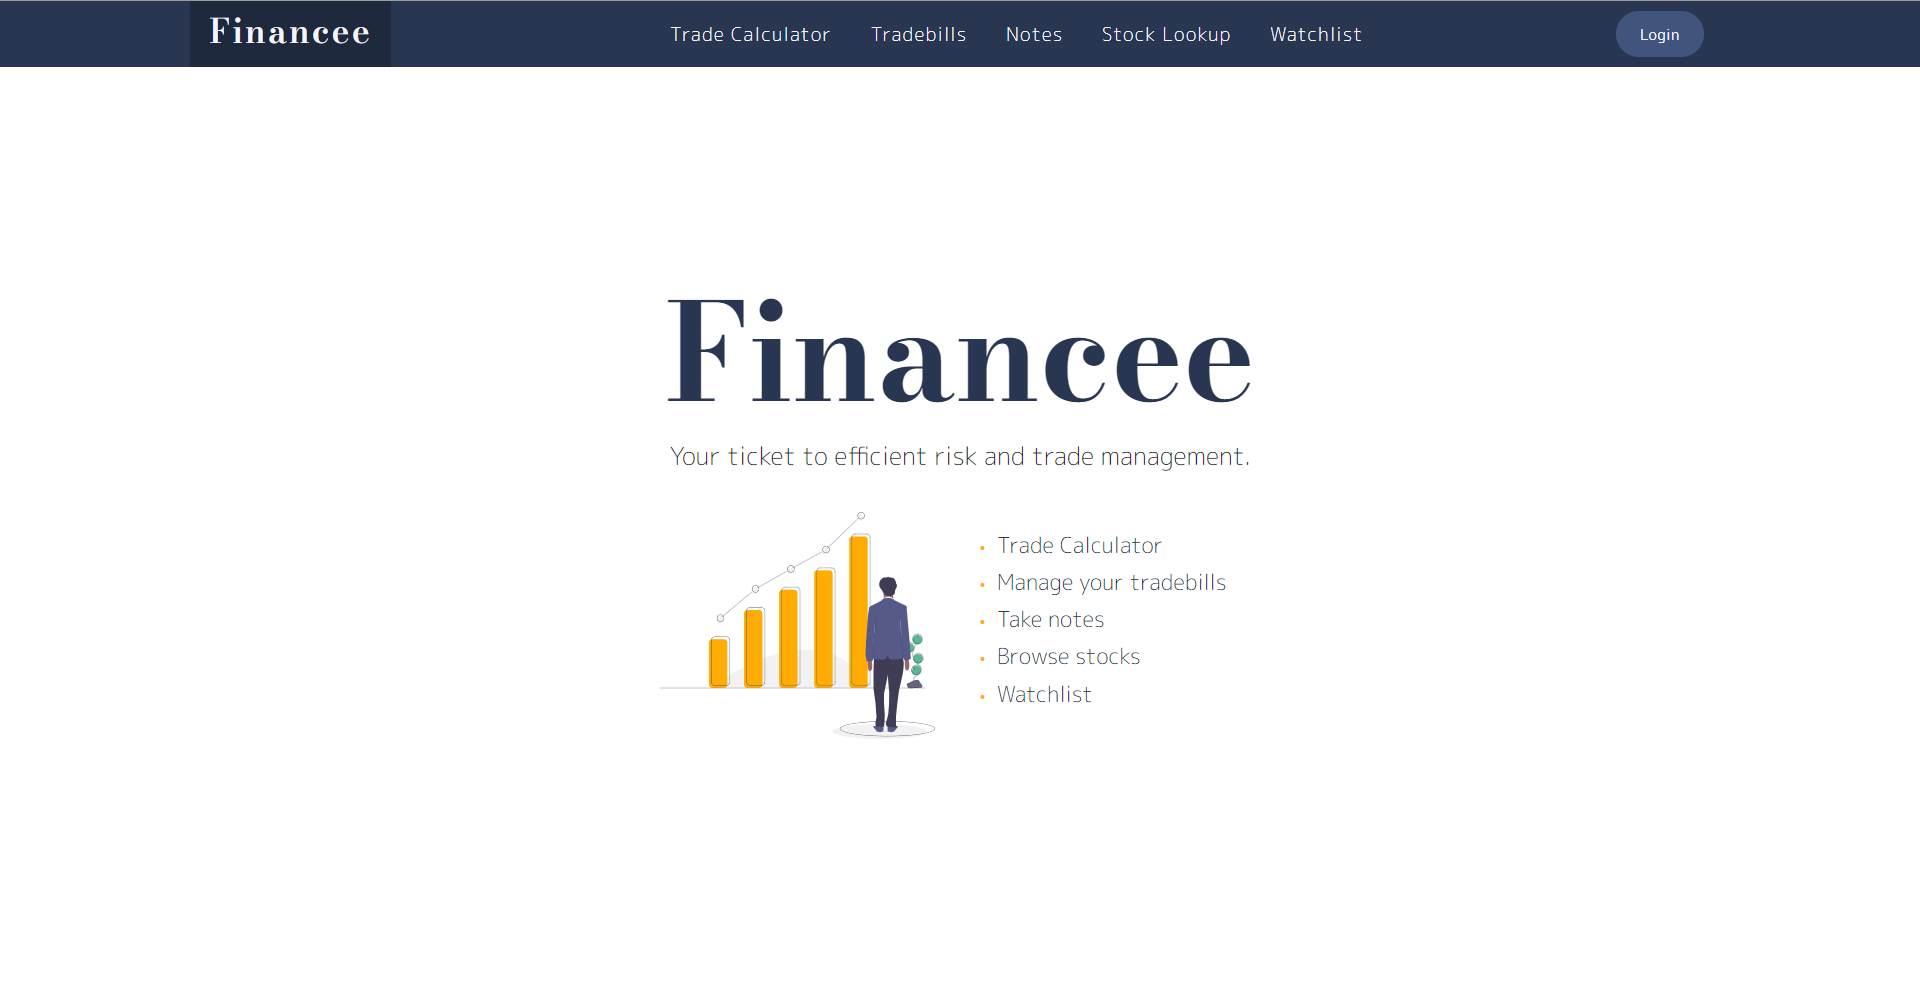 Financee
Trade Calculator
Tradebills
Notes
Stock Lookup
Watchlist
Login
Financee
Your ticket to efficient risk and trade management.
Trade Calculator
Manage your tradebills
Take notes
Browse stocks
Watchlist